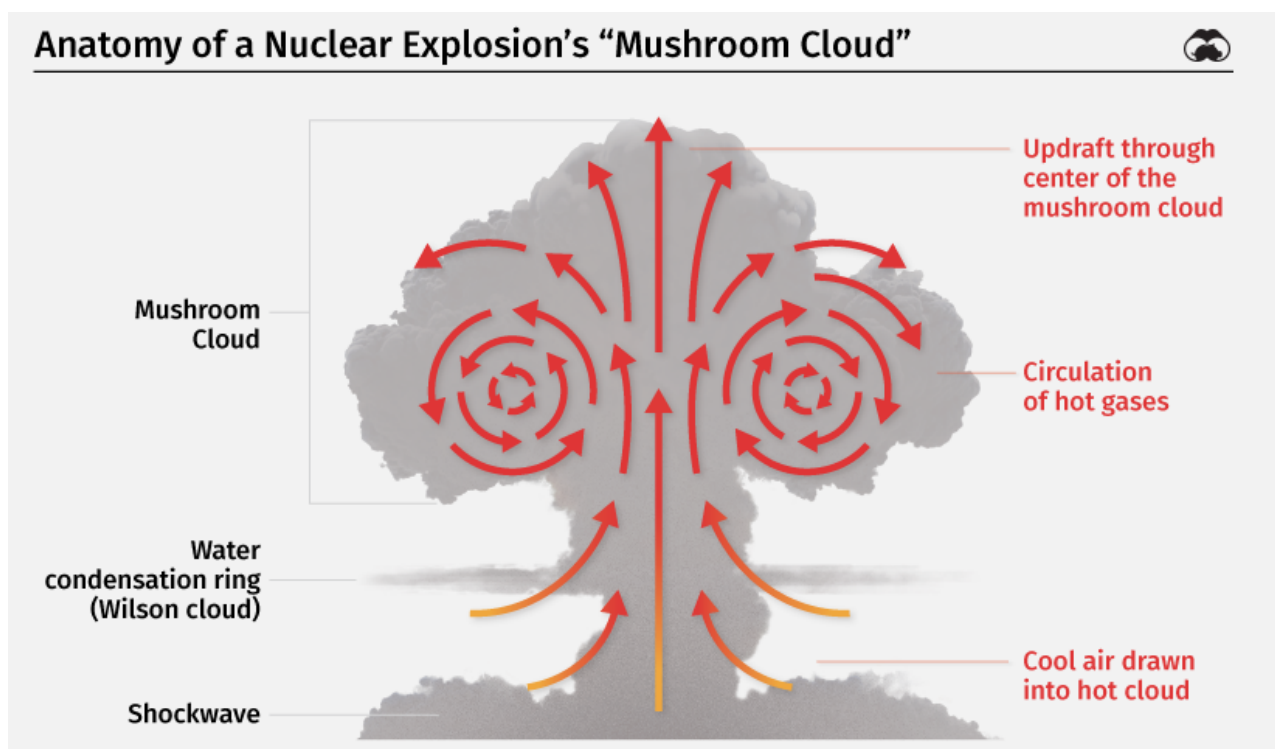 Anatomy of a Nuclear Explosion’s “Mushroom Cloud”
Updraft through
center of the
mushroom cloud
Mushroom
Cloud
Circulation
of hot gases
Water
condensation ring
(Wilson cloud)
Cool air drawn
into hot cloud
Shockwave